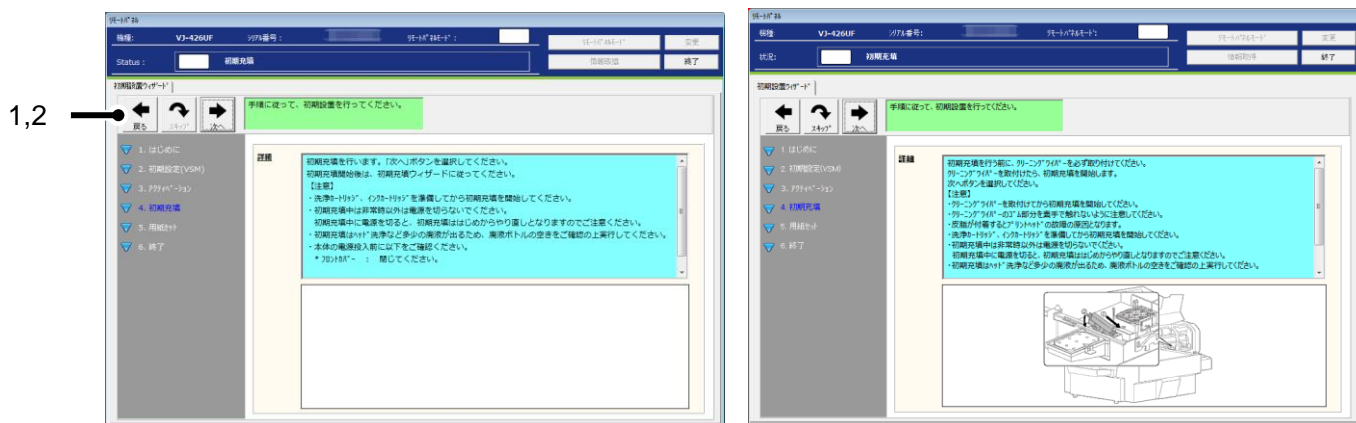 1,2
リモートパネル
機種:
VJ-426UF
シリアル番号:
リモートパネルモード:
リモートパネルモード
変更
Status:
初期充填
情報取得
終了
初期設置ウィザード
戻る
スキップ
次へ
手順に従って、初期設置を行ってください。
1. はじめに
2. 初期設定(VSM)
3. アクティベーション
4. 初期充填
5. 用紙セット
6. 終了
詳細
初期充填を行います。「次へ」ボタンを選択してください。
初期充填開始後は、初期充填ウィザードに従ってください。
【注意】
・洗浄カートリッジ、インクカートリッジを準備してから初期充填を開始してください。
・初期充填中は非常時以外は電源を切らないでください。
初期充填中に電源を切ると、初期充填ははじめからやり直しとなりますのでご注意ください。
・初期充填はヘッド洗浄など多少の廃液が出るため、廃液ボトルの空きをご確認の上実行してください。
・本体の電源投入前に以下をご確認ください。
* フロントカバー : 閉じてください。
リモートパネル
機種:
VJ-426UF
シリアル番号:
リモートパネルモード:
リモートパネルモード
変更
状況:
初期充填
情報取得
終了
初期設置ウィザード
戻る
スキップ
次へ
手順に従って、初期設置を行ってください。
1. はじめに
2. 初期設定(VSM)
3. アクティベーション
4. 初期充填
5. 用紙セット
6. 終了
詳細
初期充填を行う前に、クリーニングワイパーを必ず取り付けてください。
クリーニングワイパーを取付けたら、初期充填を開始します。
次へボタンを選択してください。
【注意】
・クリーニングワイパーを取付けてから初期充填を開始してください。
・クリーニングワイパーのゴム部分を素手で触れないように注意してください。
・皮脂が付着するとプリントヘッドの故障の原因となります。
・洗浄カートリッジ、インクカートリッジを準備してから初期充填を開始してください。
・初期充填中は非常時以外は電源を切らないでください。
初期充填中に電源を切ると、初期充填ははじめからやり直しとなりますのでご注意ください。
・初期充填はヘッド洗浄など多少の廃液が出るため、廃液ボトルの空きをご確認の上実行してください。